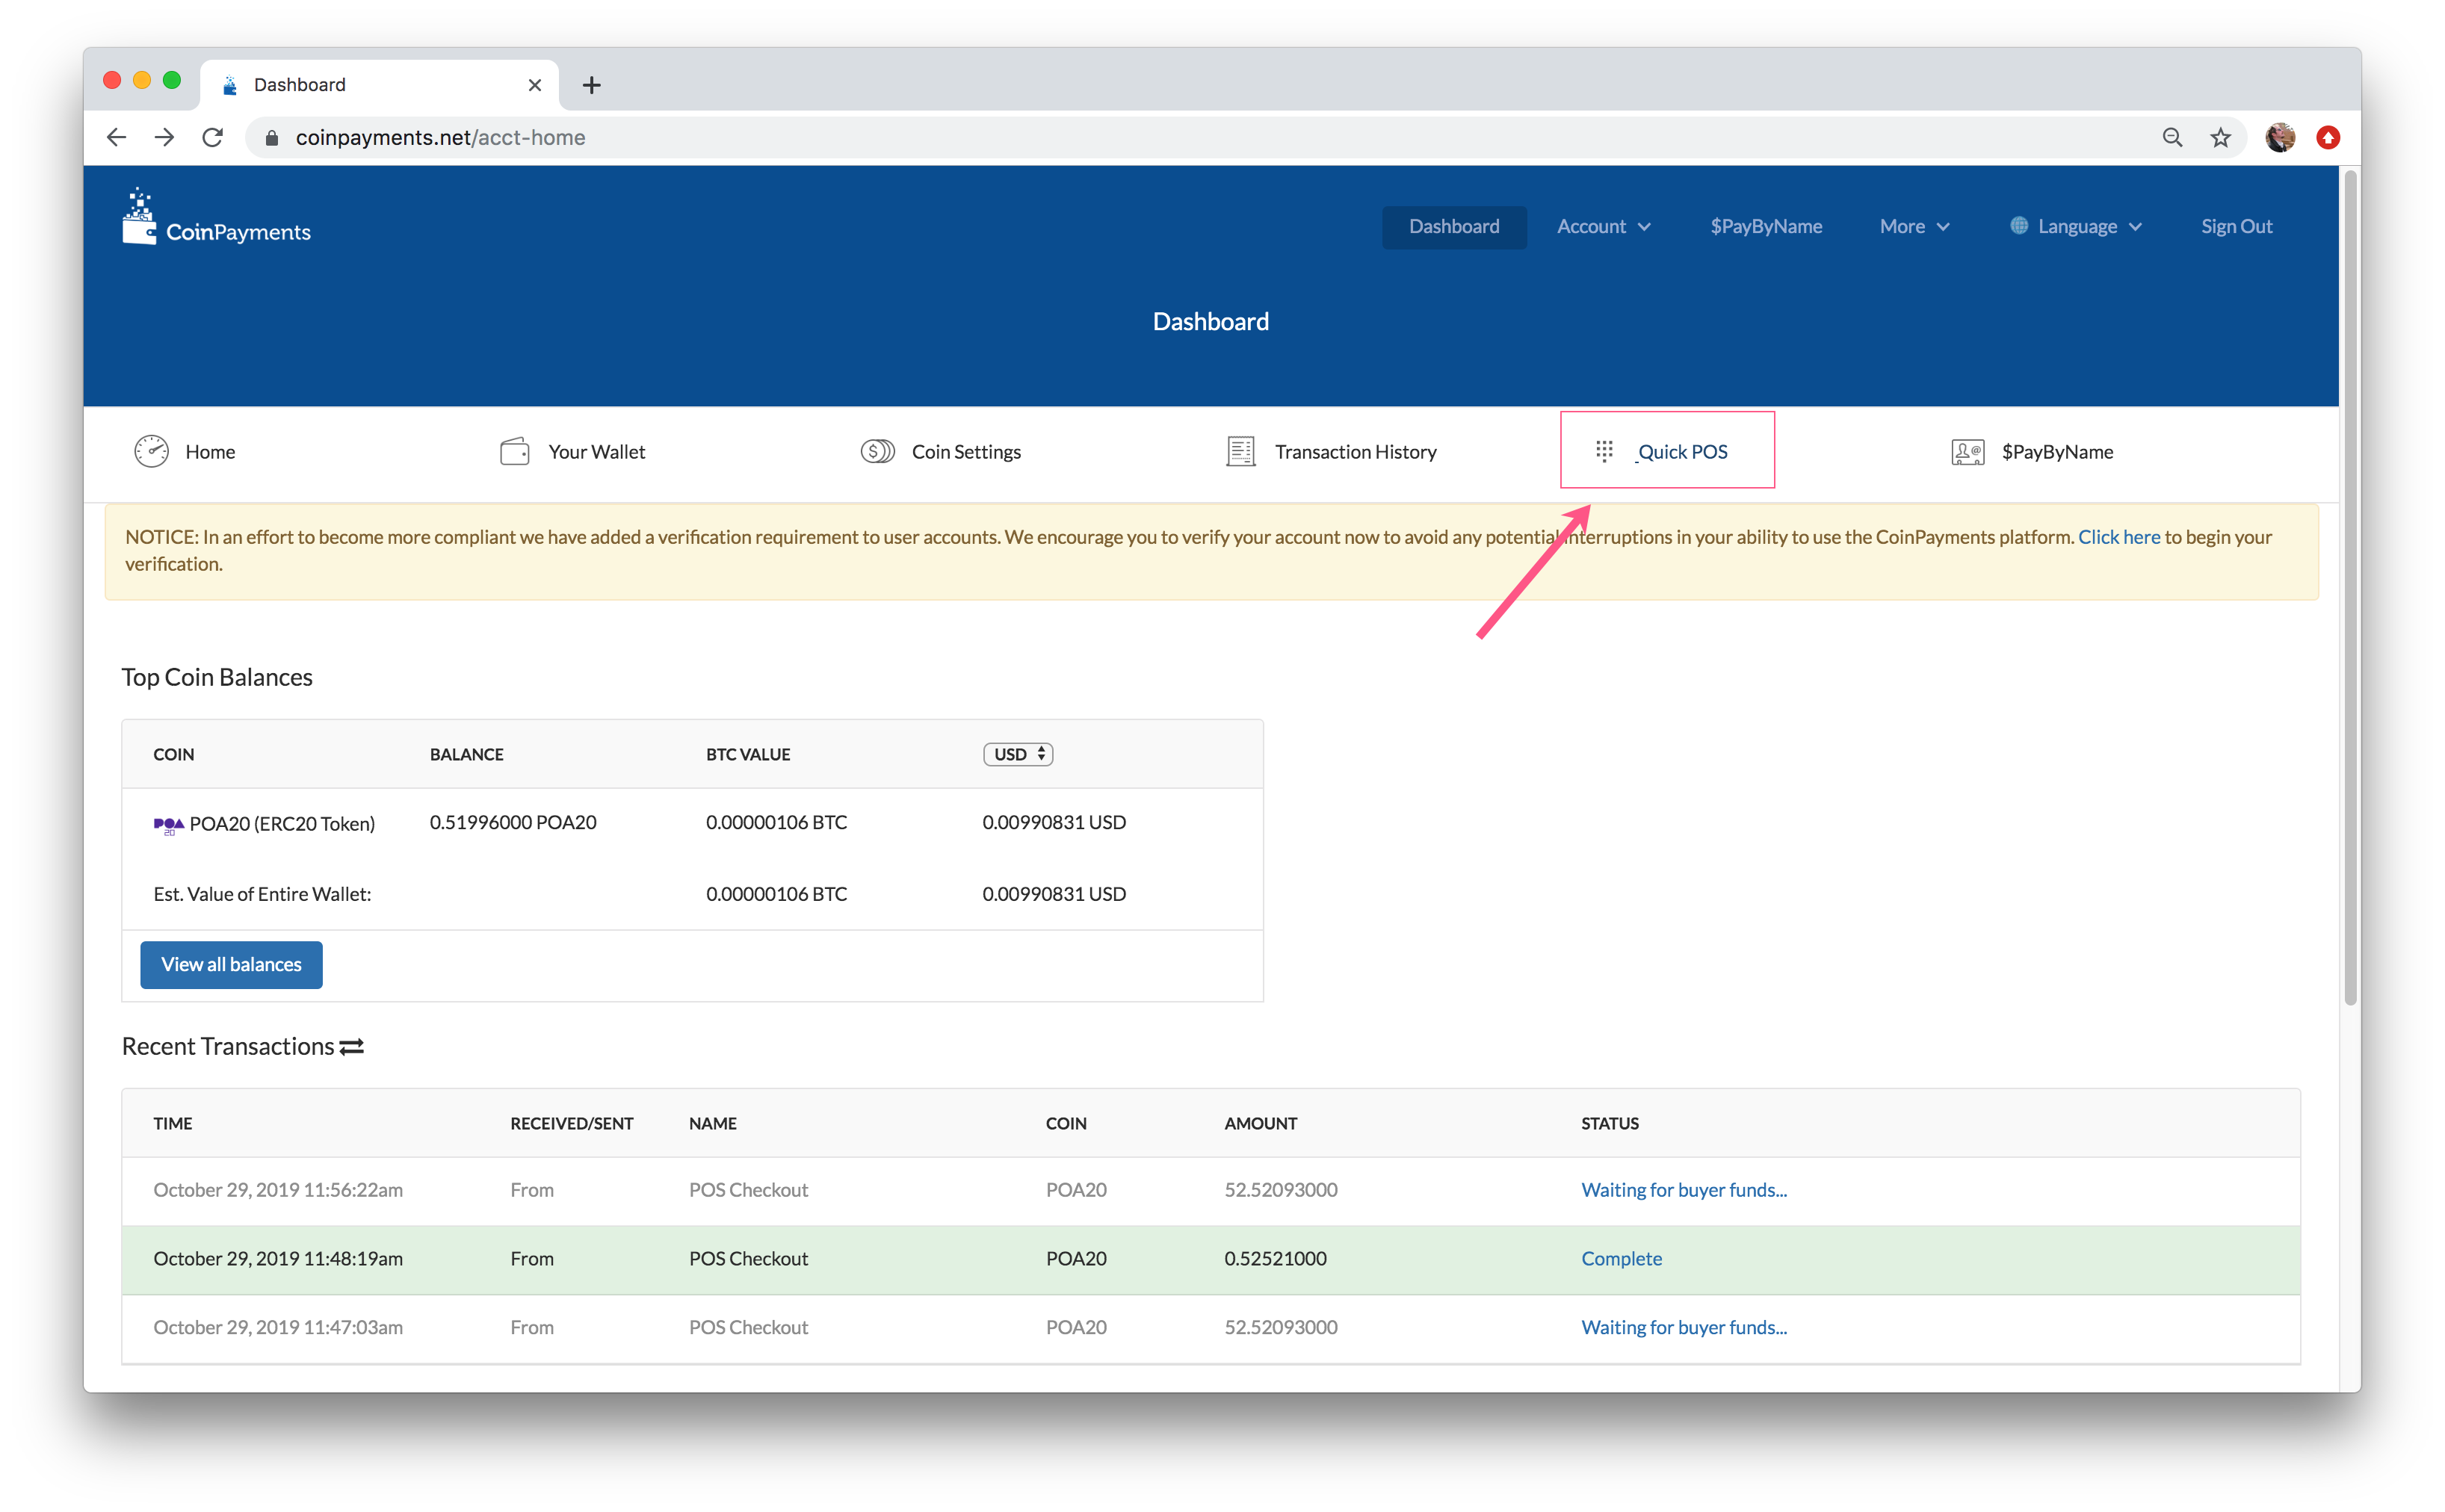 Dashboard
coinpayments.net/acct-home
CoinPayments
Dashboard
Account
$PayByName
More
Language
Sign Out
Dashboard
Home
Your Wallet
Coin Settings
Transaction History
Quick POS
$PayByName
NOTICE: In an effort to become more compliant we have added a verification requirement to user accounts. We encourage you to verify your account now to avoid any potential interruptions in your ability to use the CoinPayments platform. Click here to begin your
verification.
Top Coin Balances
COIN BALANCE BTC VALUE USD
POA 20 POA20 (ERC20 Token) 0.51996000 POA20 0.00000106 BTC 0.00990831 USD
Est. Value of Entire Wallet: 0.00000106 BTC 0.00990831 USD
View all balances
Recent Transactions
TIME RECEIVED/SENT NAME COIN AMOUNT STATUS
October 29, 2019 11:56:22am From POS Checkout POA20 52.52093000 Waiting for buyer funds...
October 29, 2019 11:48:19am From POS Checkout POA20 0.52521000 Complete
October 29, 2019 11:47:03am From POS Checkout POA20 52.52093000 Waiting for buyer funds...